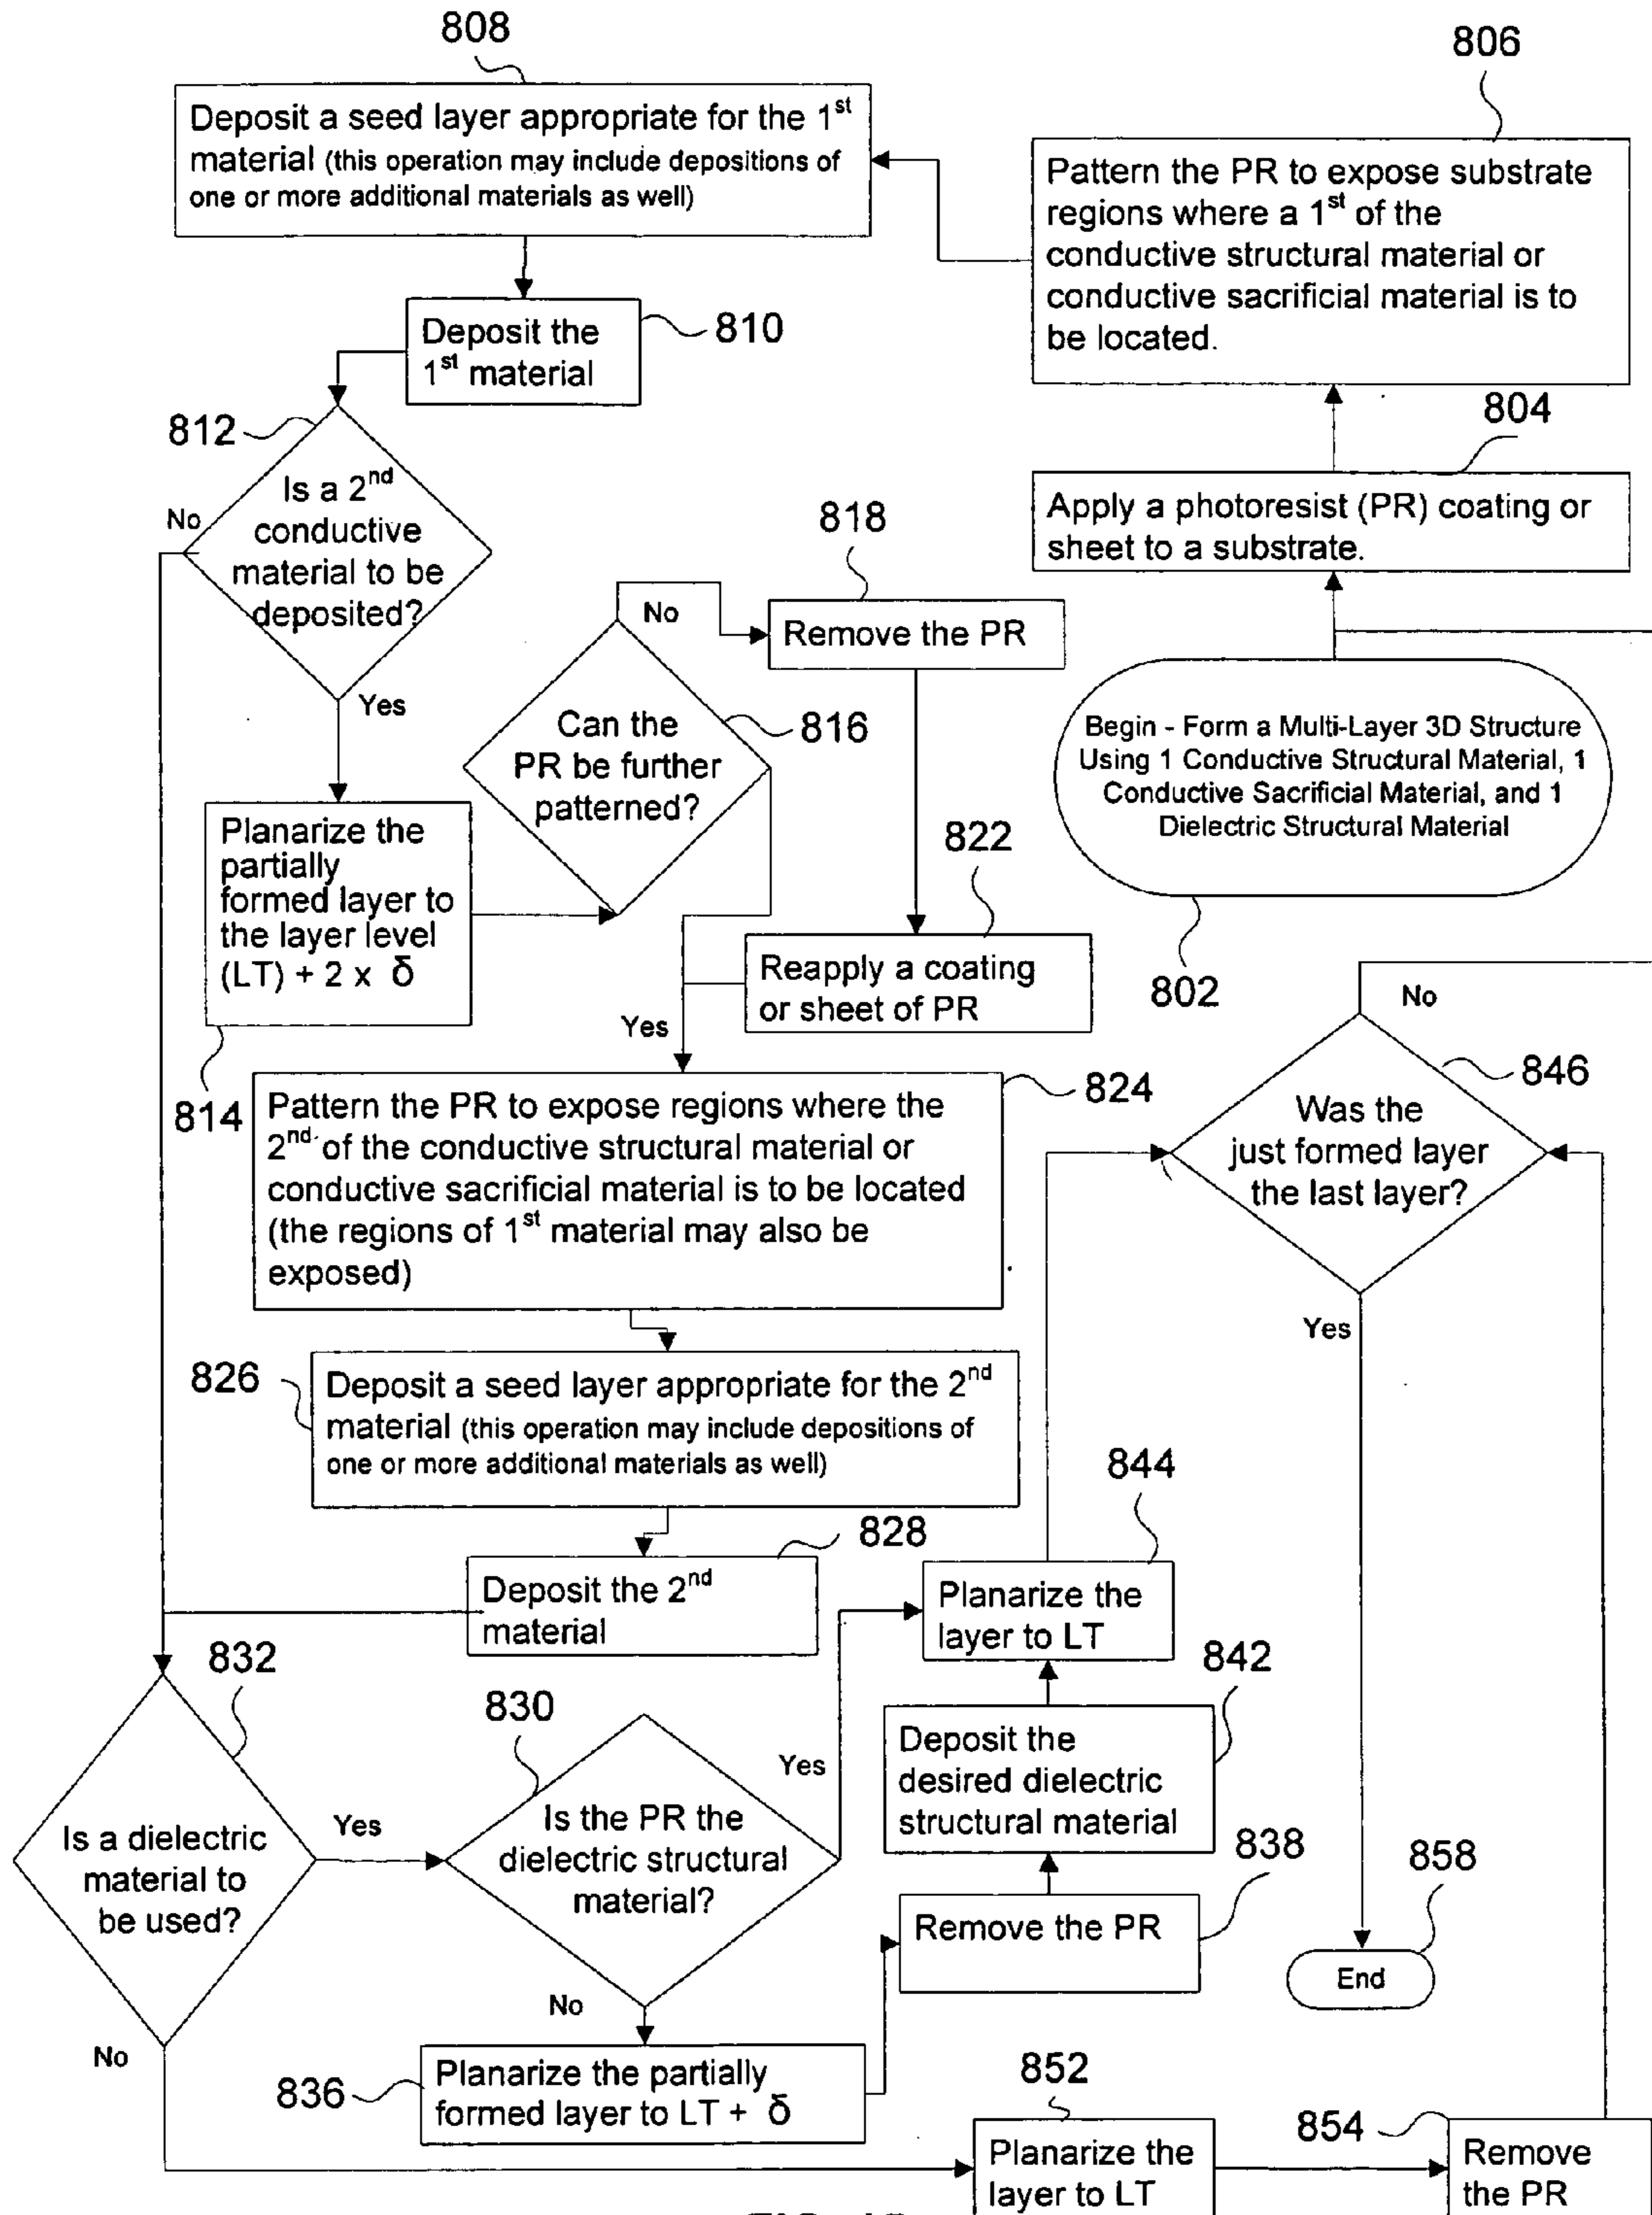 808
Deposit a seed layer appropriate for the 1st
material (this operation may include depositions of
one or more additional materials as well)
806
Pattern the PR to expose substrate
regions where a 1st of the
conductive structural material or
conductive sacrificial material is to
be located.
Deposit the
1st material
810
804
Apply a photoresist (PR) coating or
sheet to a substrate.
812
Is a 2nd
conductive
material to be
deposited?
No
Yes
818
Remove the PR
No
Can the
PR be further
patterned?
816
Begin - Form a Multi-Layer 3D Structure
Using 1 Conductive Structural Material, 1
Conductive Sacrificial Material, and 1
Dielectric Structural Material
802
Planarize the
partially
formed layer to
the layer level
(LT) + 2 x δ
814
822
Reapply a coating
or sheet of PR
Yes
No
846
Was the
just formed layer
the last layer?
Yes
Pattern the PR to expose regions where the
2nd of the conductive structural material or
conductive sacrificial material is to be located
(the regions of 1st material may also be
exposed)
824
826
Deposit a seed layer appropriate for the 2nd
material (this operation may include depositions of
one or more additional materials as well)
828
Deposit the 2nd
material
844
Planarize the
layer to LT
842
Deposit the
desired dielectric
structural material
832
Is a dielectric
material to
be used?
Yes
No
830
Is the PR the
dielectric structural
material?
Yes
No
838
Remove the PR
858
End
836
Planarize the partially
formed layer to LT + δ
852
Planarize the
layer to LT
854
Remove
the PR